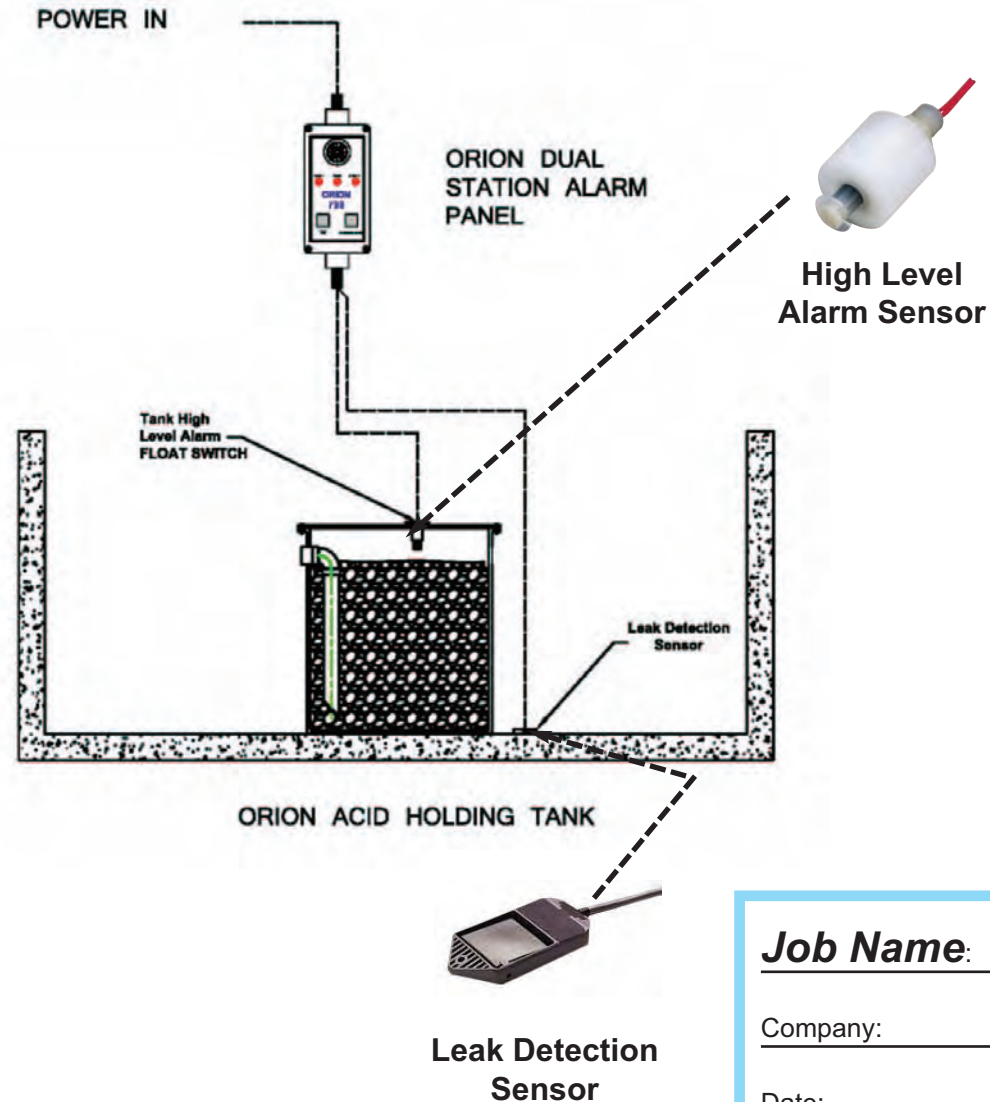 POWER IN
ORION DUAL
STATION ALARM
PANEL
ORION
High Level
Alarm Sensor
Tank High
Level Alarm
FLOAT SWITCH
Leak Detection
Sensor
ORION ACID HOLDING TANK
Leak Detection
Sensor
Job Name:
Company:
Date: